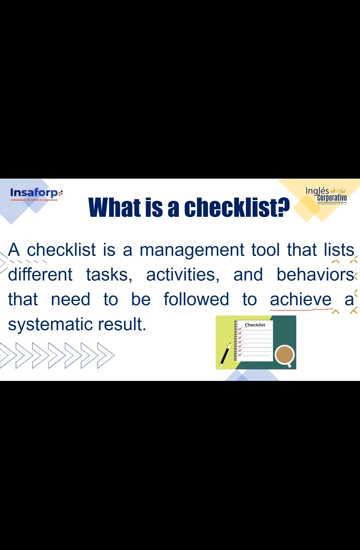 Insaforp
Inglés
Corporativo
What is a checklist?
A checklist is a management tool that lists
different tasks, activities, and behaviors
that need to be followed to achieve a
systematic result.
Checklist